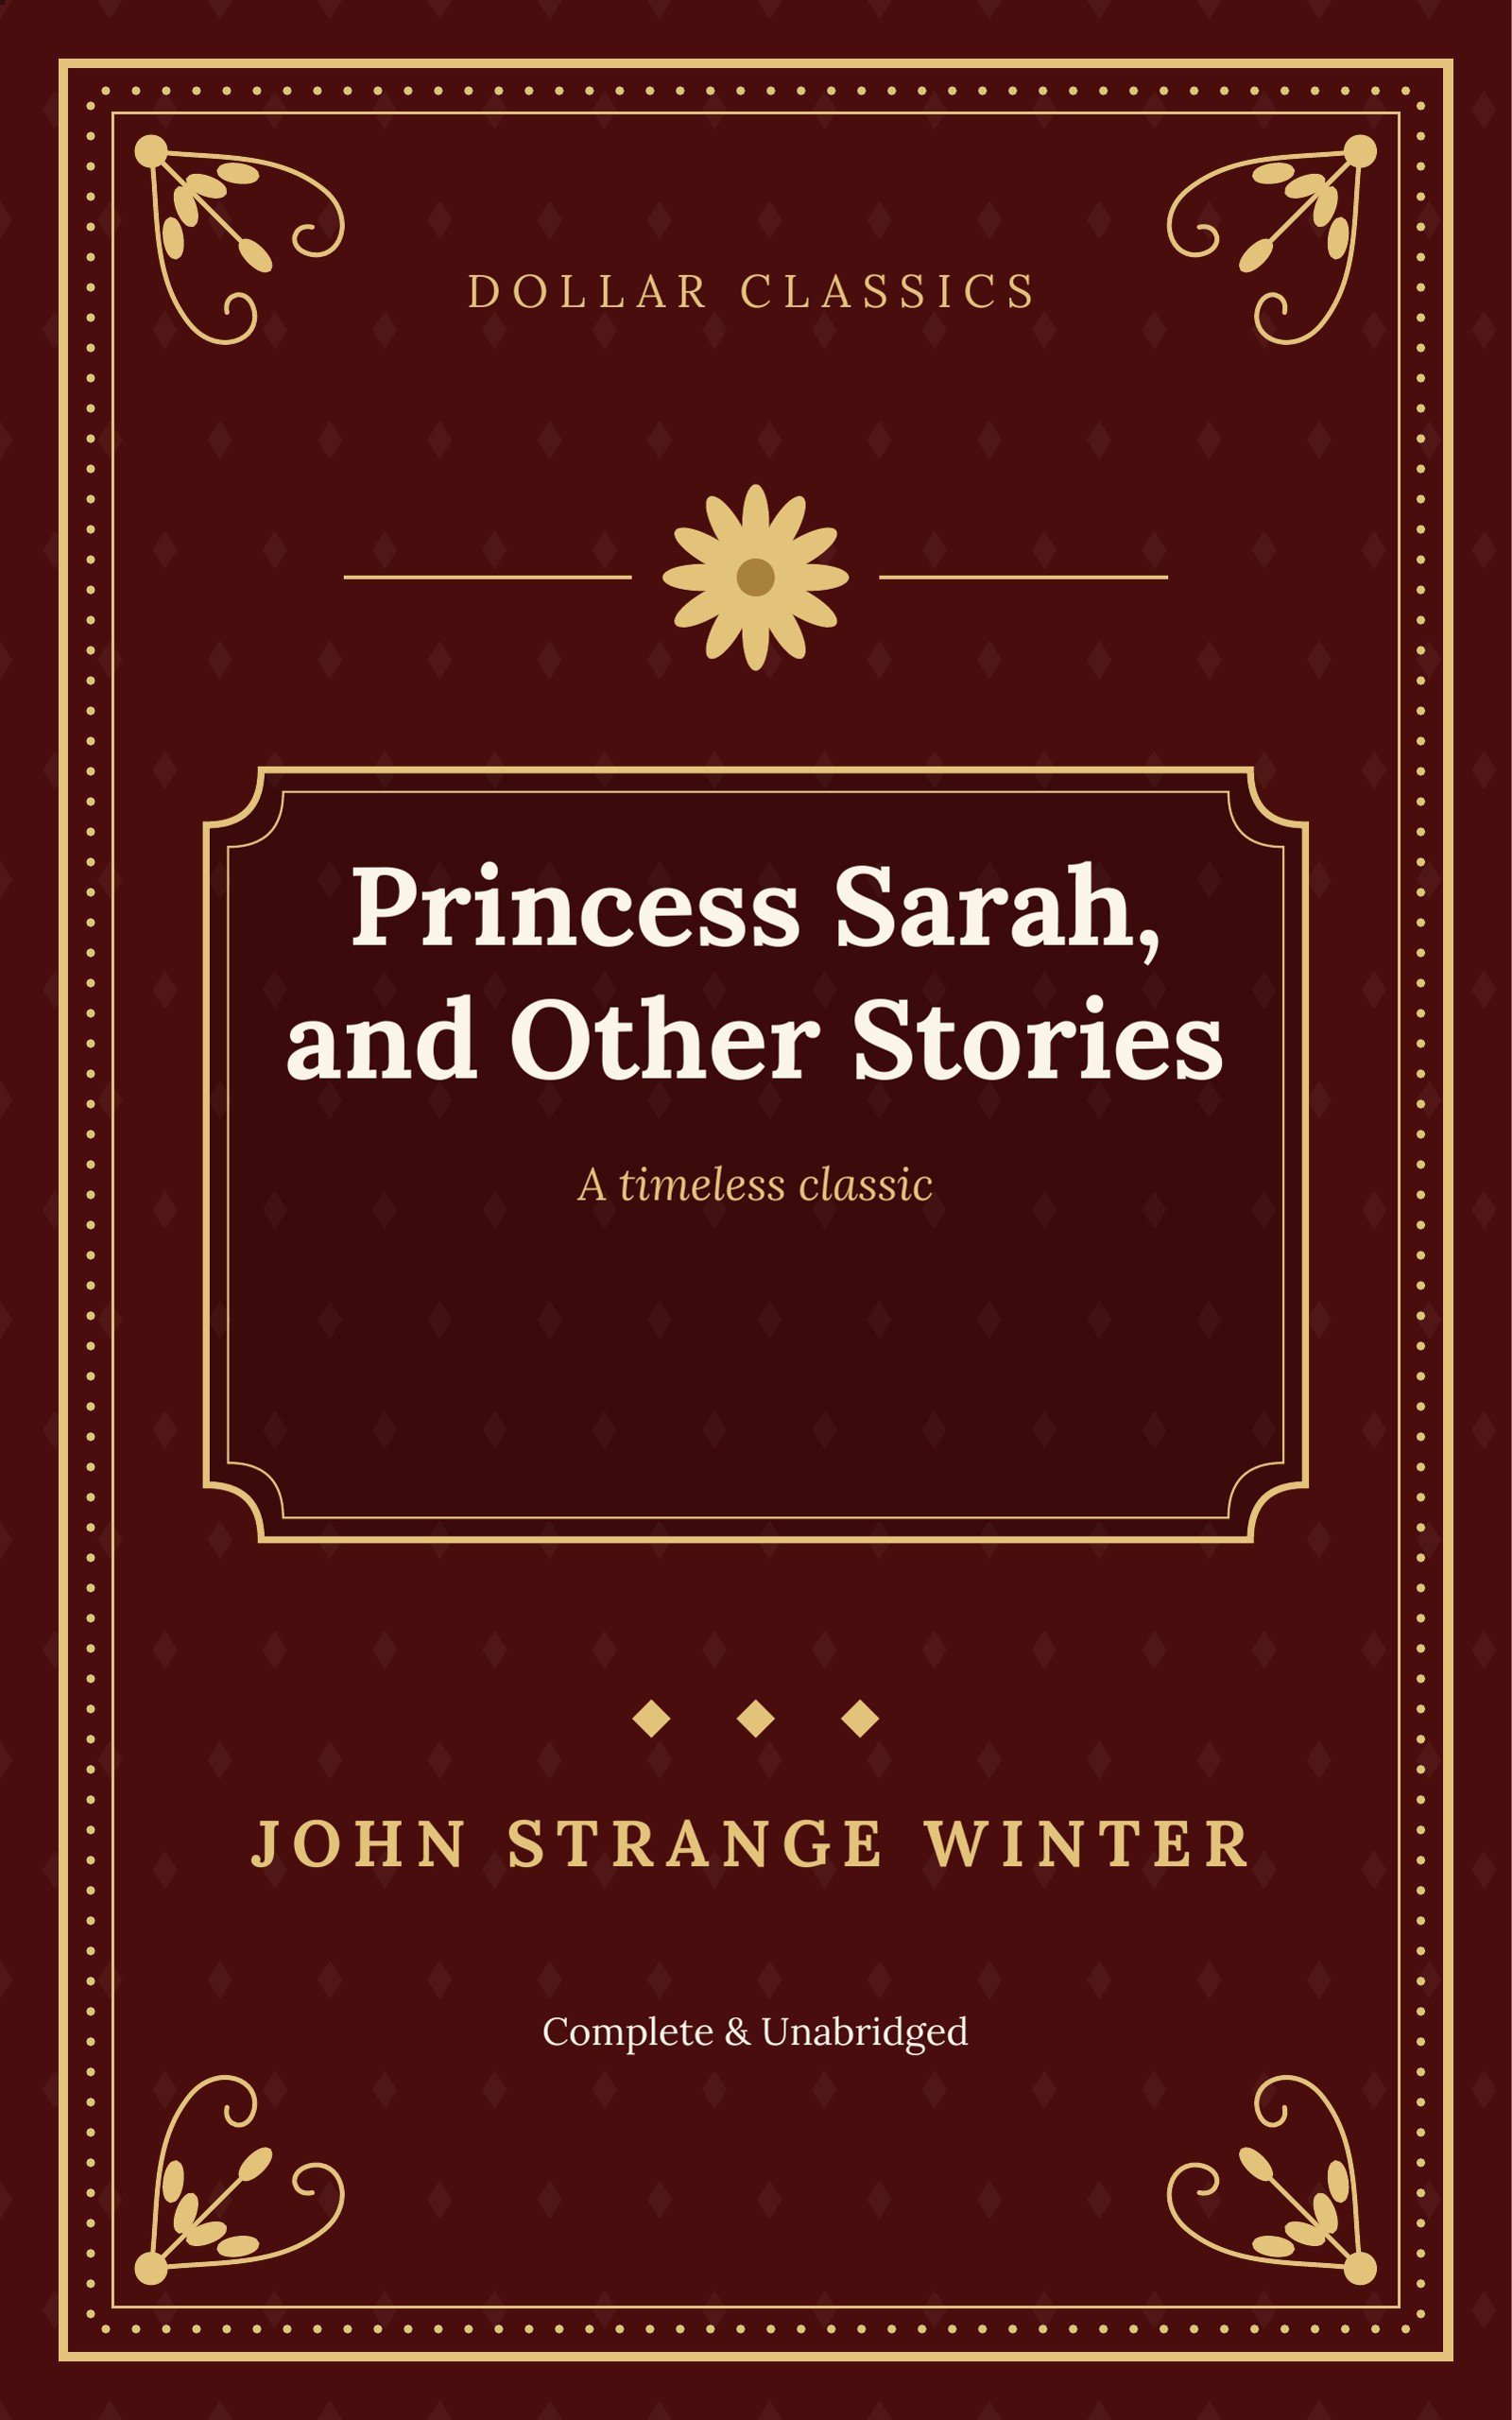 DOLLAR CLASSICS
Princess Sarah,
and Other Stories
A timeless classic
JOHN STRANGE WINTER
Complete & Unabridged